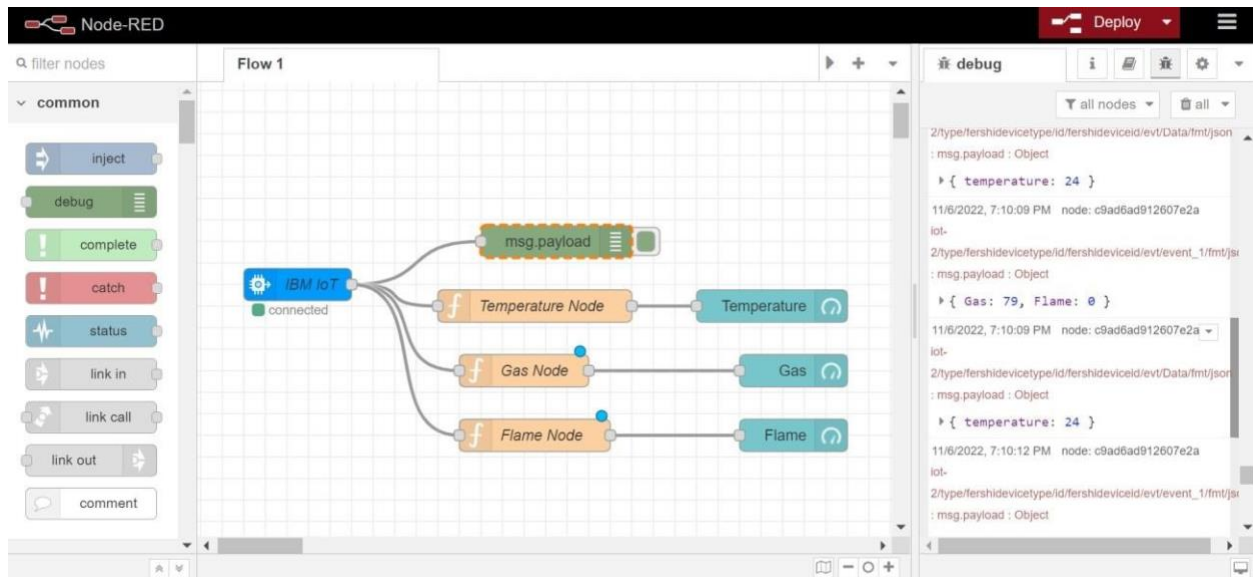 Node-RED
Deploy
filter nodes
Flow 1
debug
i
all nodes
all
common
inject
debug
complete
catch
status
link in
link call
link out
comment
msg.payload
IBM IoT
connected
f
Temperature Node
Temperature
f
Gas Node
Gas
f
Flame Node
Flame
2/type/fershidevicetype/id/fershideviceid/evt/Data/fmt/json
: msg.payload : Object
{ temperature: 24 }
11/6/2022, 7:10:09 PM node: c9ad6ad912607e2a
iot-
2/type/fershidevicetype/id/fershideviceid/evt/event_1/fmt/js
: msg.payload : Object
{ Gas: 79, Flame: 0 }
11/6/2022, 7:10:09 PM node: c9ad6ad912607e2a
iot-
2/type/fershidevicetype/id/fershideviceid/evt/Data/fmt/json
: msg.payload : Object
{ temperature: 24 }
11/6/2022, 7:10:12 PM node: c9ad6ad912607e2a
iot-
2/type/fershidevicetype/id/fershideviceid/evt/event_1/fmt/js
: msg.payload : Object